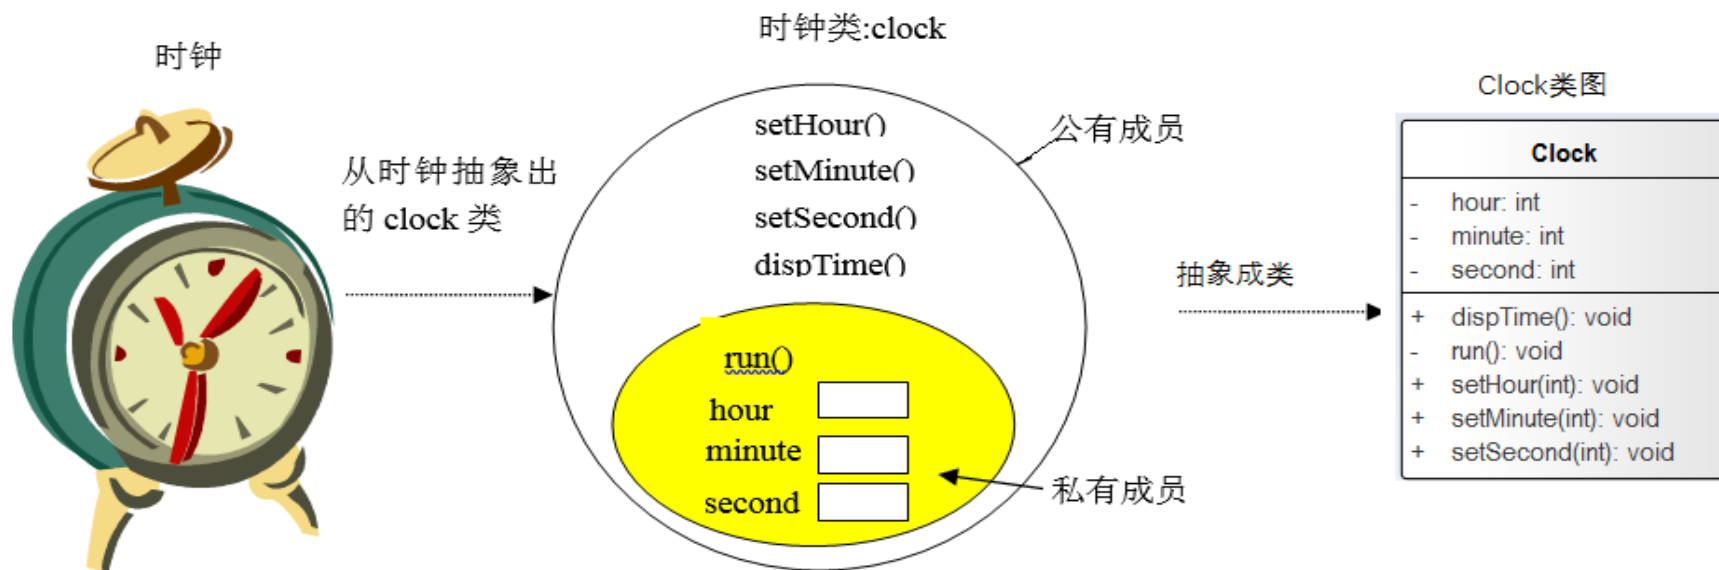 时钟
从时钟抽象出
的 clock 类
时钟类:clock
setHour()
setMinute()
setSecond()
dispTime()
run()
hour
minute
second
公有成员
私有成员
抽象成类
Clock类图
Clock
- hour: int
- minute: int
- second: int
+ dispTime(): void
- run(): void
+ setHour(int): void
+ setMinute(int): void
+ setSecond(int): void